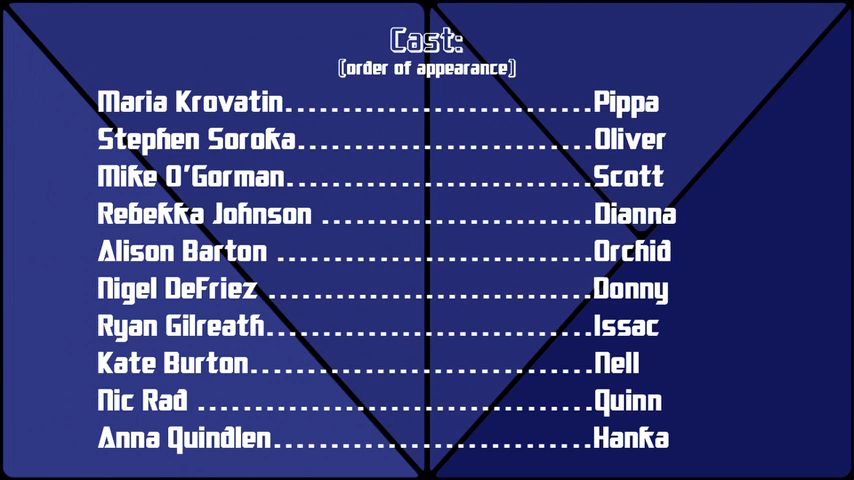 Cast:
(order of appearance)
Maria Krovatin............................Pippa
Stephen Soroka...........................Oliver
Mike O'Gorman............................Scott
Rebekka Johnson .........................Dianna
Alison Barton .............................Orchid
Nigel DeFriez ..............................Donny
Ryan Gilreath..............................Issac
Kate Burton................................Nell
Nic Rad .....................................Quinn
Anna Quindlen.............................Hanka